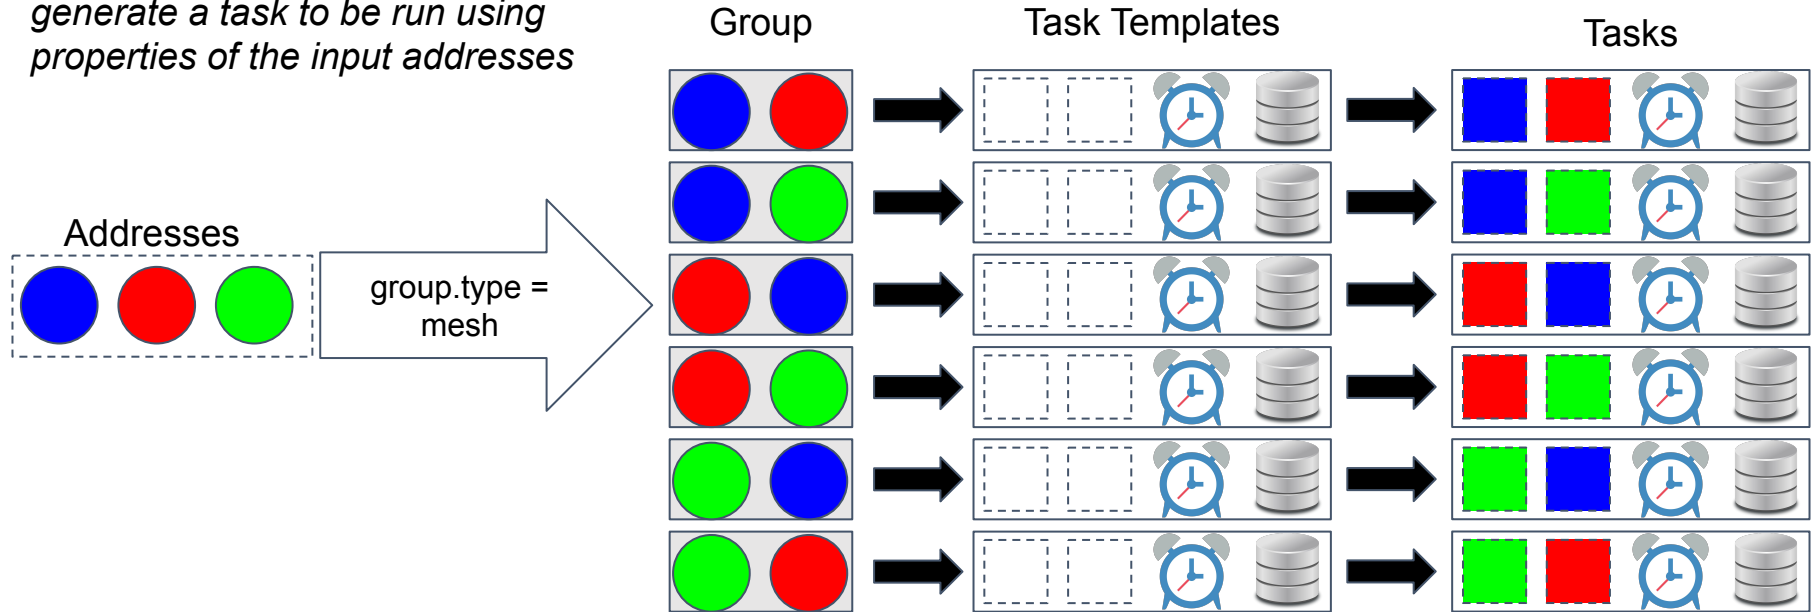 generate a task to be run using
properties of the input addresses
Group
Task Templates
Tasks
Addresses
group.type =
mesh